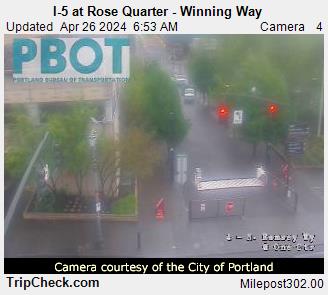 I-5 at Rose Quarter - Winning Way
Updated Apr 26 2024 6:53 AM Camera 4
PBOT
PORTLAND BUREAU OF TRANSPORTATION
Camera courtesy of the City of Portland
TripCheck.com Milepost302.00